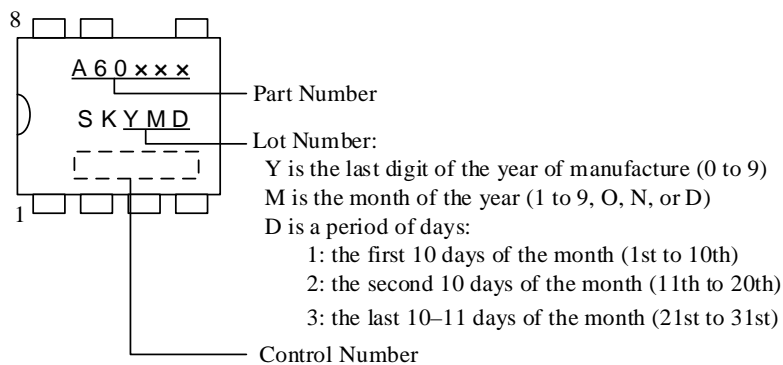 8
A 6 0 × × ×
Part Number
S K Y M D
Lot Number:
Y is the last digit of the year of manufacture (0 to 9)
M is the month of the year (1 to 9, O, N, or D)
D is a period of days:
1: the first 10 days of the month (1st to 10th)
1
2: the second 10 days of the month (11th to 20th)
3: the last 10–11 days of the month (21st to 31st)
Control Number